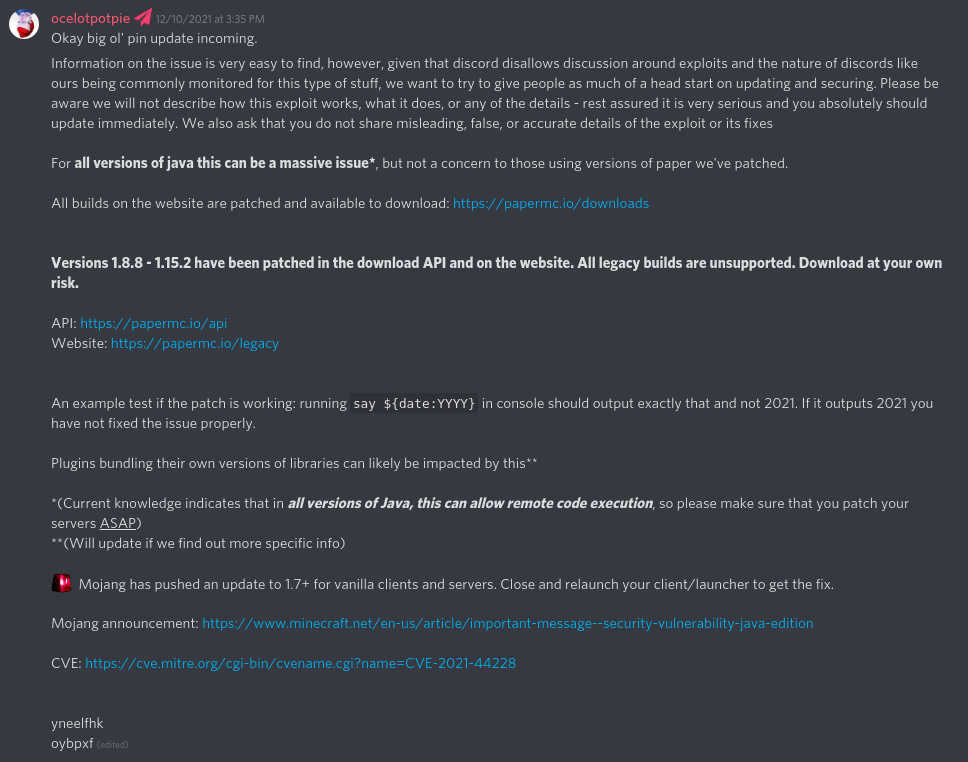 ocelotpotpie 12/10/2021 at 3:35 PM
Okay big ol' pin update incoming.
Information on the issue is very easy to find, however, given that discord disallows discussion around exploits and the nature of discords like
ours being commonly monitored for this type of stuff, we want to try to give people as much of a head start on updating and securing. Please be
aware we will not describe how this exploit works, what it does, or any of the details - rest assured it is very serious and you absolutely should
update immediately. We also ask that you do not share misleading, false, or accurate details of the exploit or its fixes
For all versions of java this can be a massive issue*, but not a concern to those using versions of paper we've patched.
All builds on the website are patched and available to download: https://papermc.io/downloads
Versions 1.8.8 - 1.15.2 have been patched in the download API and on the website. All legacy builds are unsupported. Download at your own
risk.
API: https://papermc.io/api
Website: https://papermc.io/legacy
An example test if the patch is working: running say ${date:YYYY} in console should output exactly that and not 2021. If it outputs 2021 you
have not fixed the issue properly.
Plugins bundling their own versions of libraries can likely be impacted by this**
*(Current knowledge indicates that in all versions of Java, this can allow remote code execution, so please make sure that you patch your
servers ASAP)
**(Will update if we find out more specific info)
Mojang has pushed an update to 1.7+ for vanilla clients and servers. Close and relaunch your client/launcher to get the fix.
Mojang announcement: https://www.minecraft.net/en-us/article/important-message--security-vulnerability-java-edition
CVE: https://cve.mitre.org/cgi-bin/cvename.cgi?name=CVE-2021-44228
yneelfhk
oybpxf (edited)